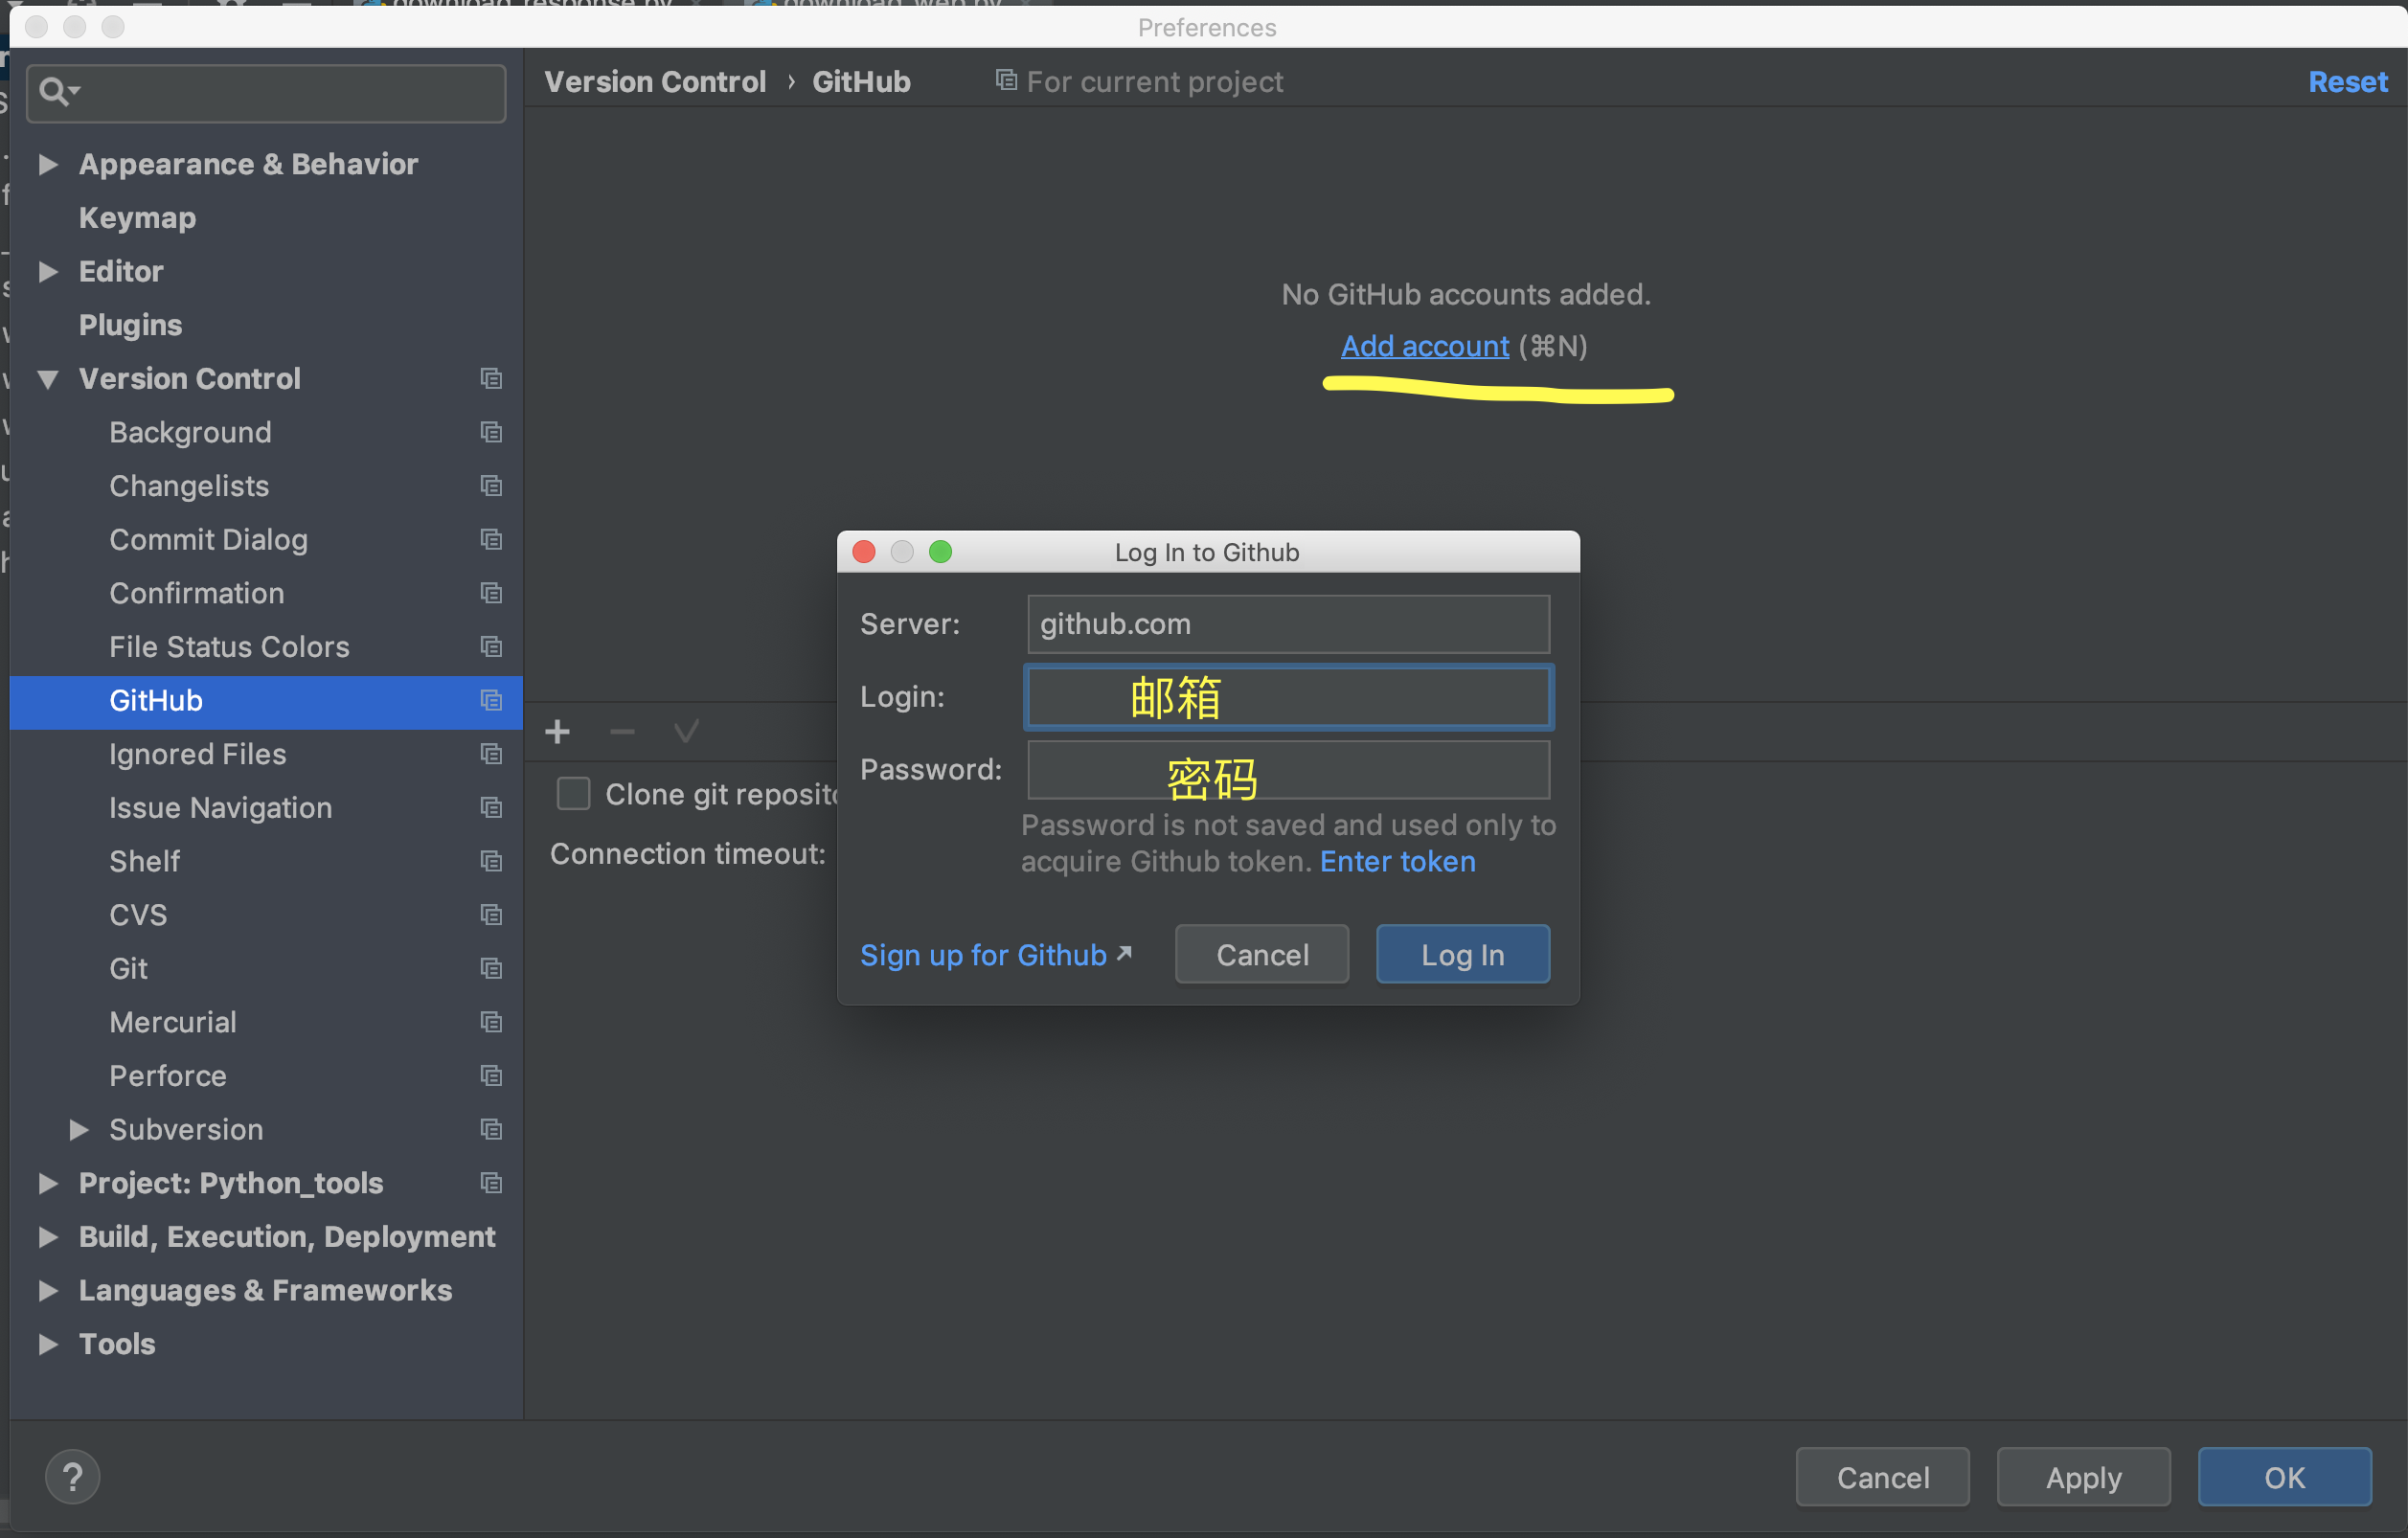 download_response.py download_web.py
Preferences
Version Control › GitHub For current project Reset
Appearance & Behavior
Keymap
Editor
Plugins
Version Control
Background
Changelists
Commit Dialog
Confirmation
File Status Colors
GitHub
Ignored Files
Issue Navigation
Shelf
CVS
Git
Mercurial
Perforce
Subversion
Project: Python_tools
Build, Execution, Deployment
Languages & Frameworks
Tools
No GitHub accounts added.
Add account (⌘N)
Clone git
Connection timeout:
Log In to Github
Server: github.com
Login: 邮箱
Password: 密码
Password is not saved and used only to
acquire Github token. Enter token
Sign up for Github Cancel Log In
? Cancel Apply OK